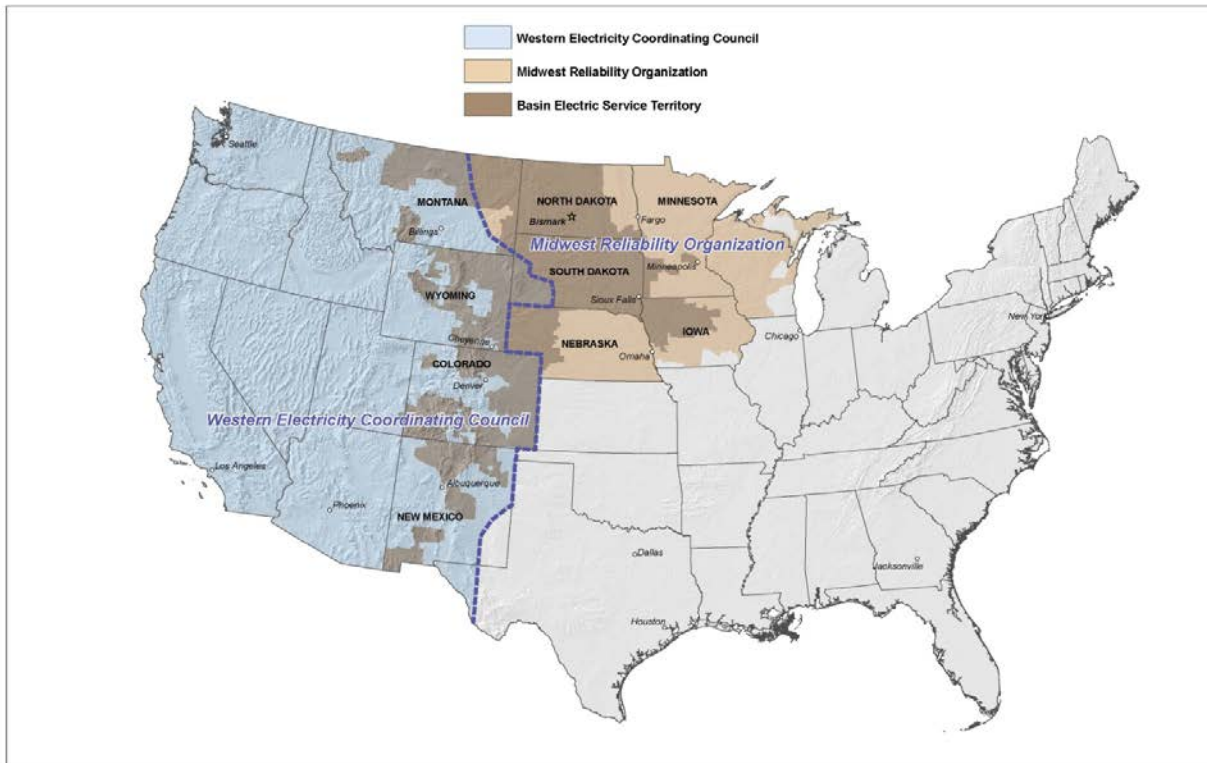 Western Electricity Coordinating Council
Midwest Reliability Organization
Basin Electric Service Territory
Seattle
MONTANA
NORTH DAKOTA
MINNESOTA
Bismark
Fargo
Billings
Midwest Reliability Organization
SOUTH DAKOTA
Minneapolis
WYOMING
Sioux Falls
New York
IOWA
Chicago
Cheyenne
NEBRASKA
Omaha
COLORADO
Denver
Western Electricity Coordinating Council
Los Angeles
Albuquerque
Phoenix
NEW MEXICO
Dallas
Jacksonville
Houston